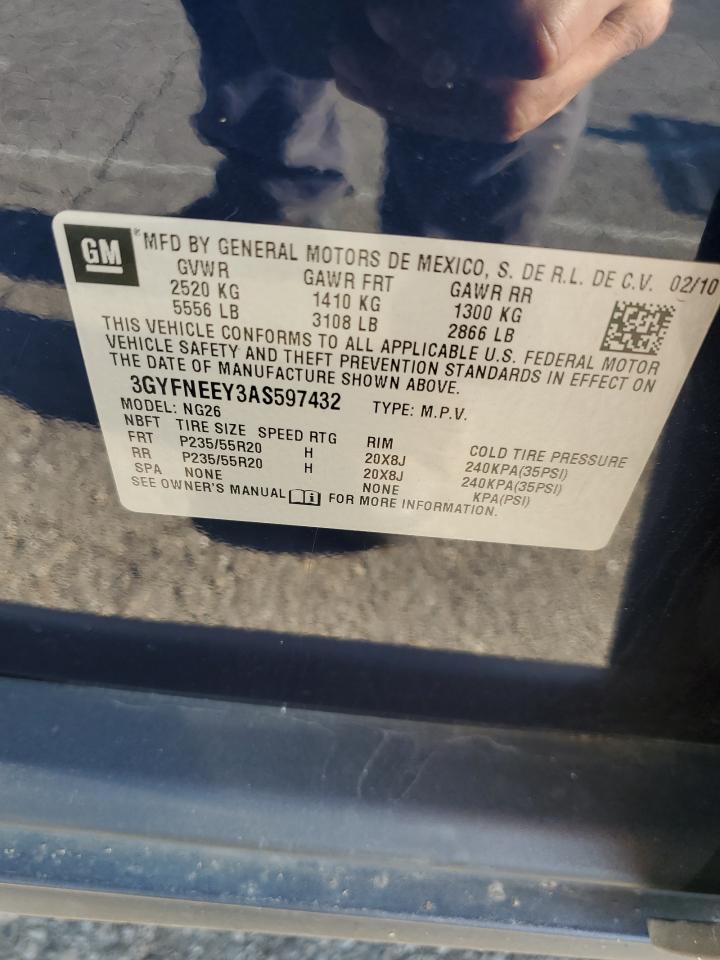 GM
®MFD BY GENERAL MOTORS DE MEXICO, S. DE R.L. DE C.V. 02/10
GVWR GAWR FRT GAWR RR
2520 KG 1410 KG 1300 KG
5556 LB 3108 LB 2866 LB
THIS VEHICLE CONFORMS TO ALL APPLICABLE U.S. FEDERAL MOTOR
VEHICLE SAFETY AND THEFT PREVENTION STANDARDS IN EFFECT ON
THE DATE OF MANUFACTURE SHOWN ABOVE.
3GYFNEEY3AS597432 TYPE: M.P.V.
MODEL: NG26
NBFT TIRE SIZE SPEED RTG RIM COLD TIRE PRESSURE
FRT P235/55R20 H 20X8J 240KPA(35PSI)
RR P235/55R20 H 20X8J 240KPA(35PSI)
SPA NONE NONE KPA(PSI)
SEE OWNER'S MANUAL FOR MORE INFORMATION.